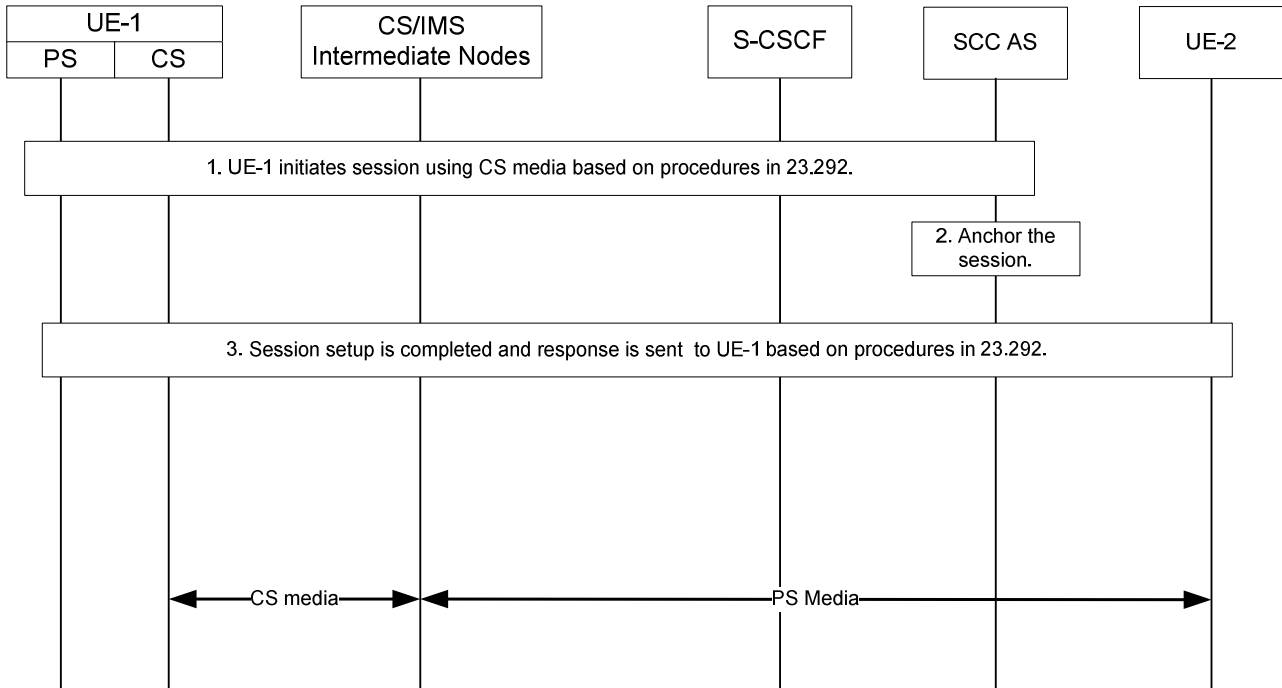 UE-1
PS
CS
CS/IMS
Intermediate Nodes
S-CSCF
SCC AS
UE-2
1. UE-1 initiates session using CS media based on procedures in 23.292.
2. Anchor the
session.
3. Session setup is completed and response is sent to UE-1 based on procedures in 23.292.
CS media
PS Media